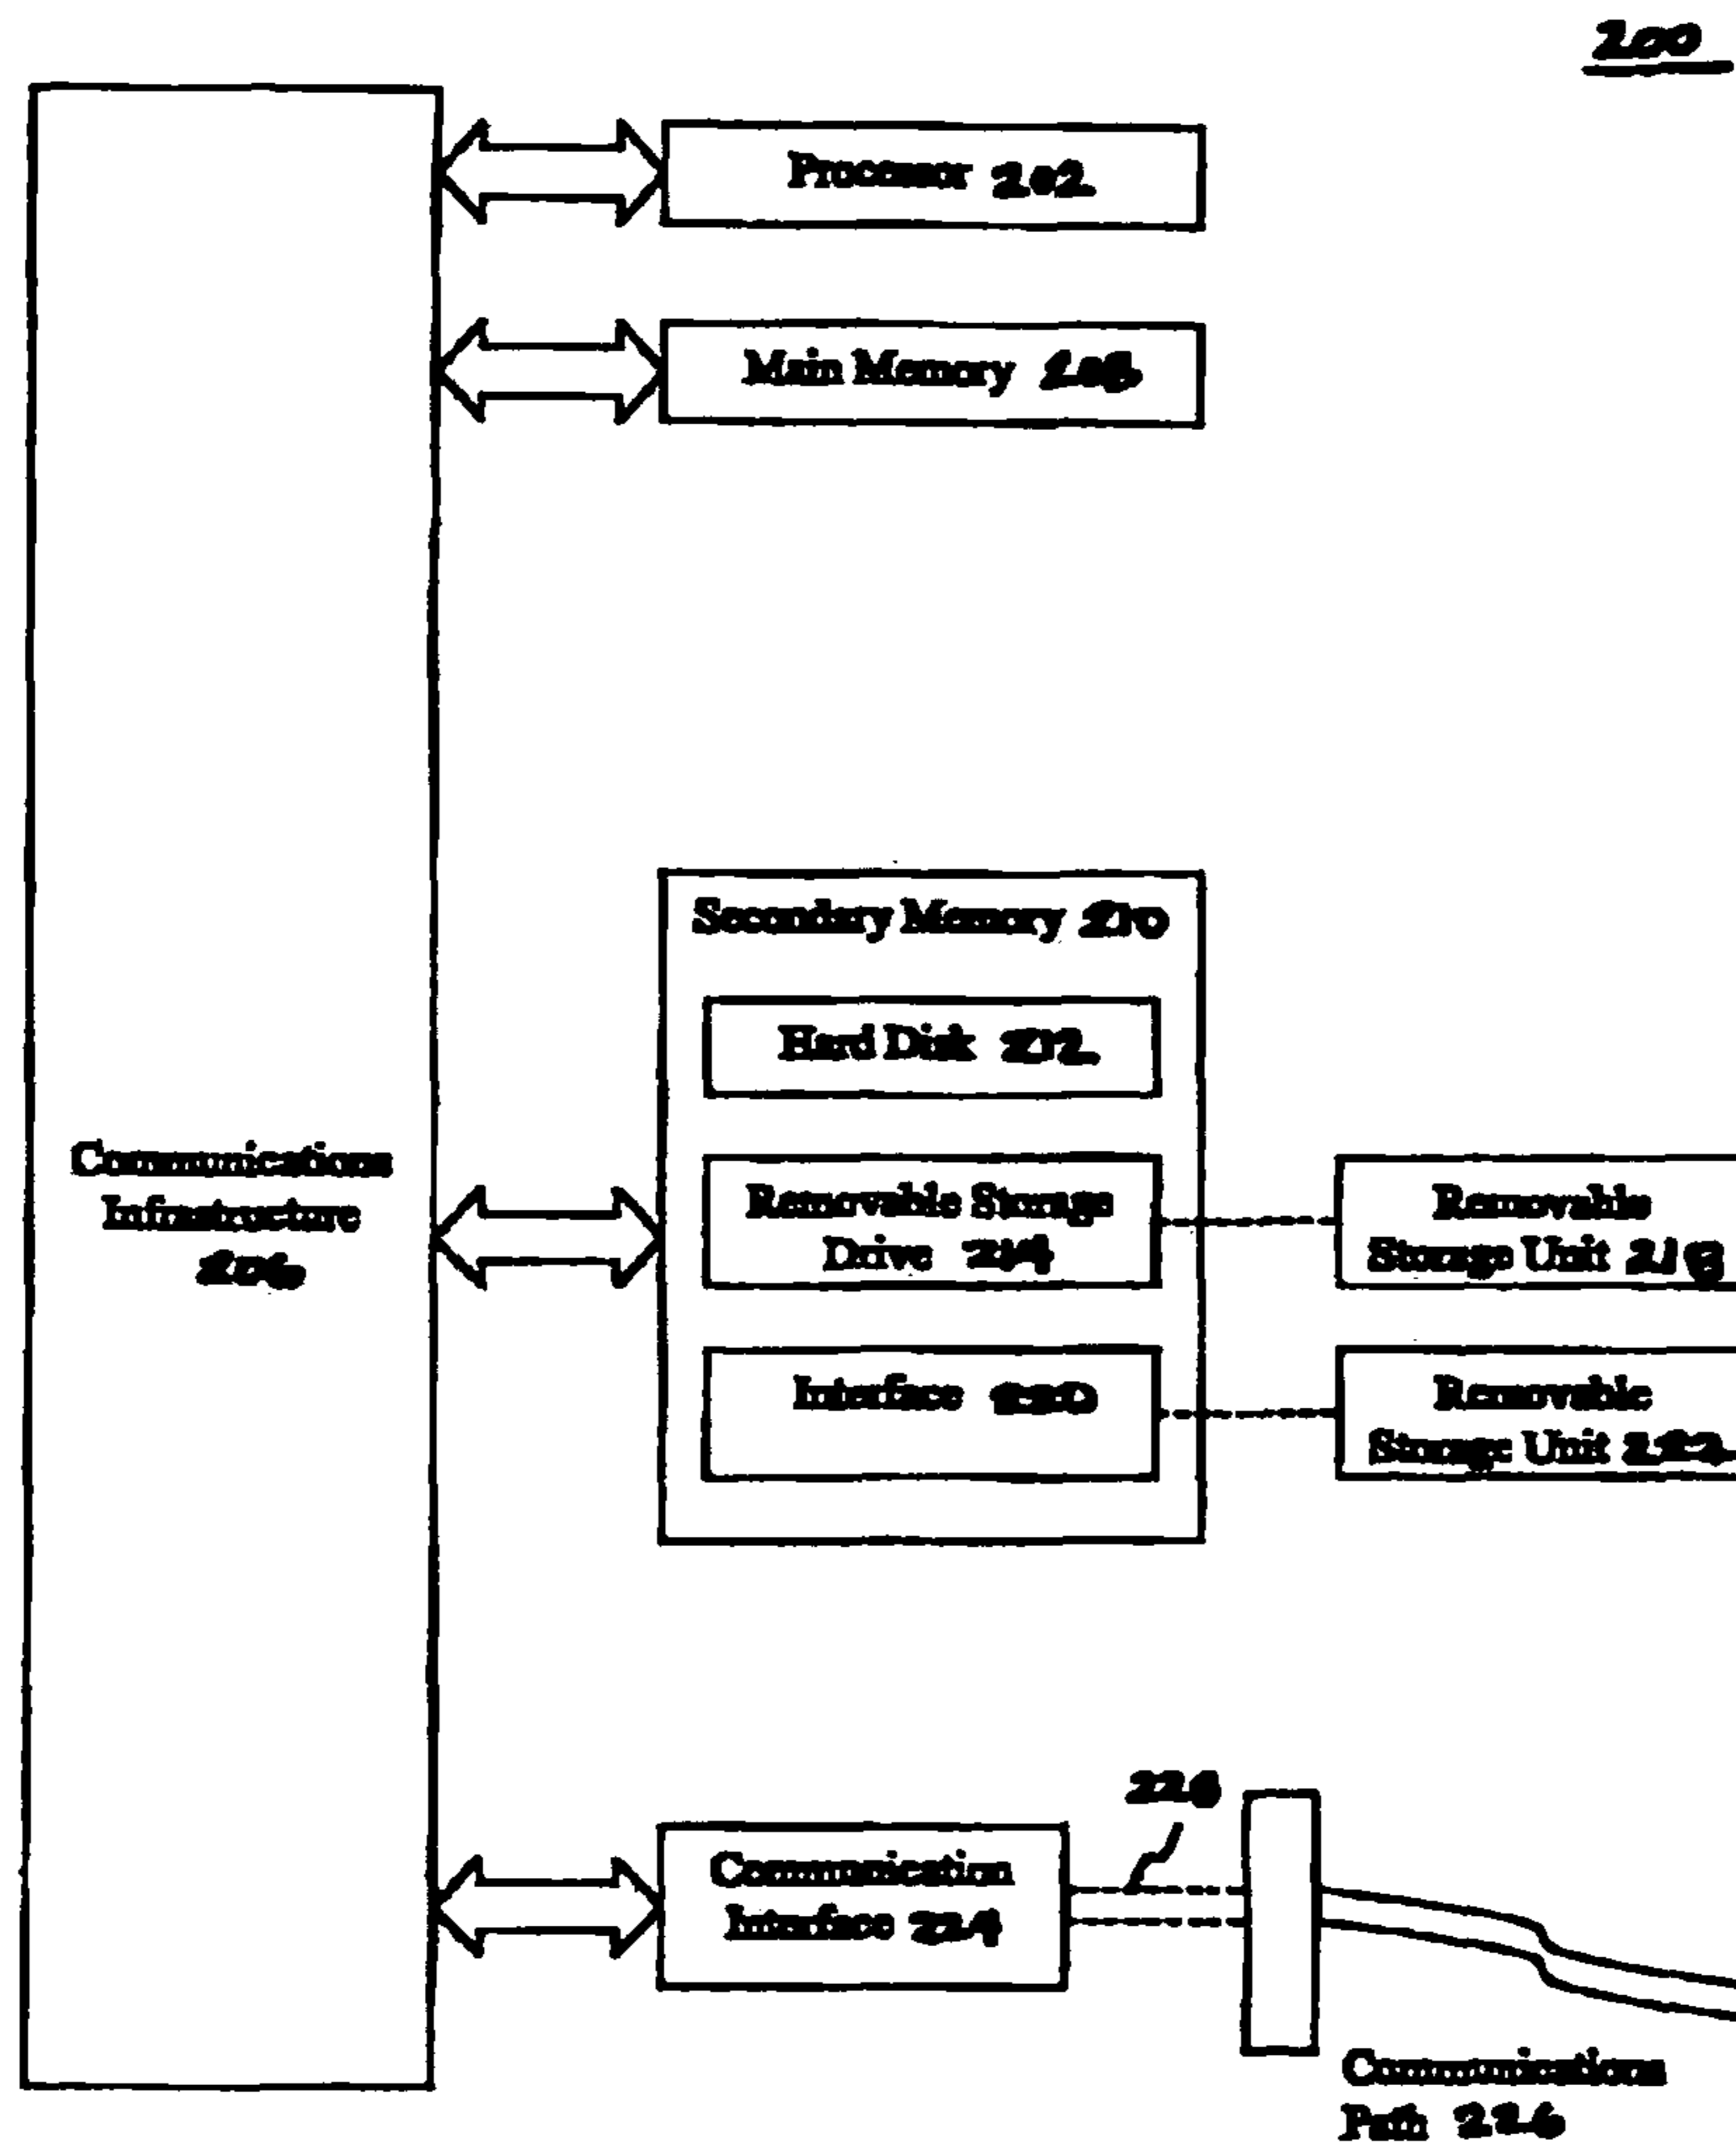 200
Processor 202
Main Memory 208
Secondary Memory 210
Hard Disk 212
Communications
Infrastructure
206
Removable Storage
Drive 214
Removable
Storage Unit 218
Interface 220
Removable
Storage Unit 222
228
Communication
Interface 224
Communications
Path 226